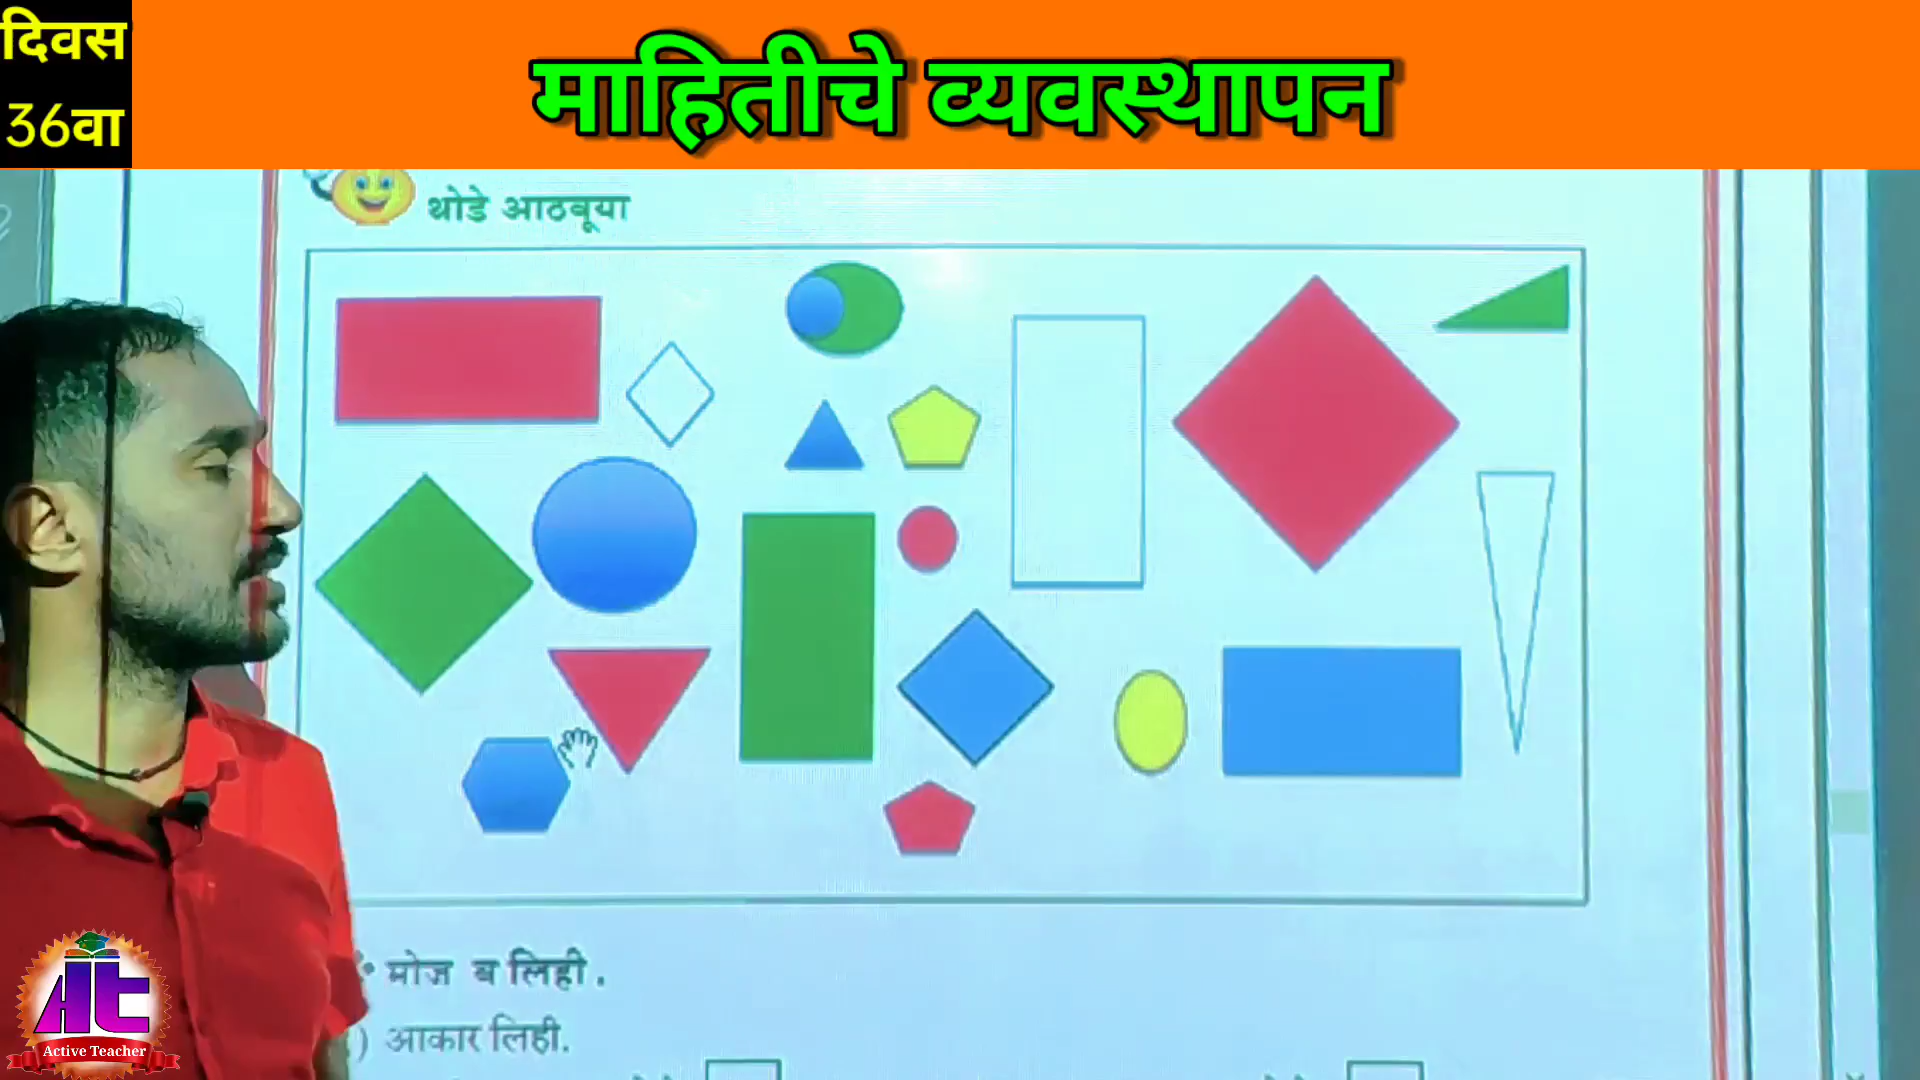 दिवस
36वा
माहितीचे व्यवस्थापन
थोडे आठवूया
मोज व लिही.
) आकार लिही.
Active Teacher